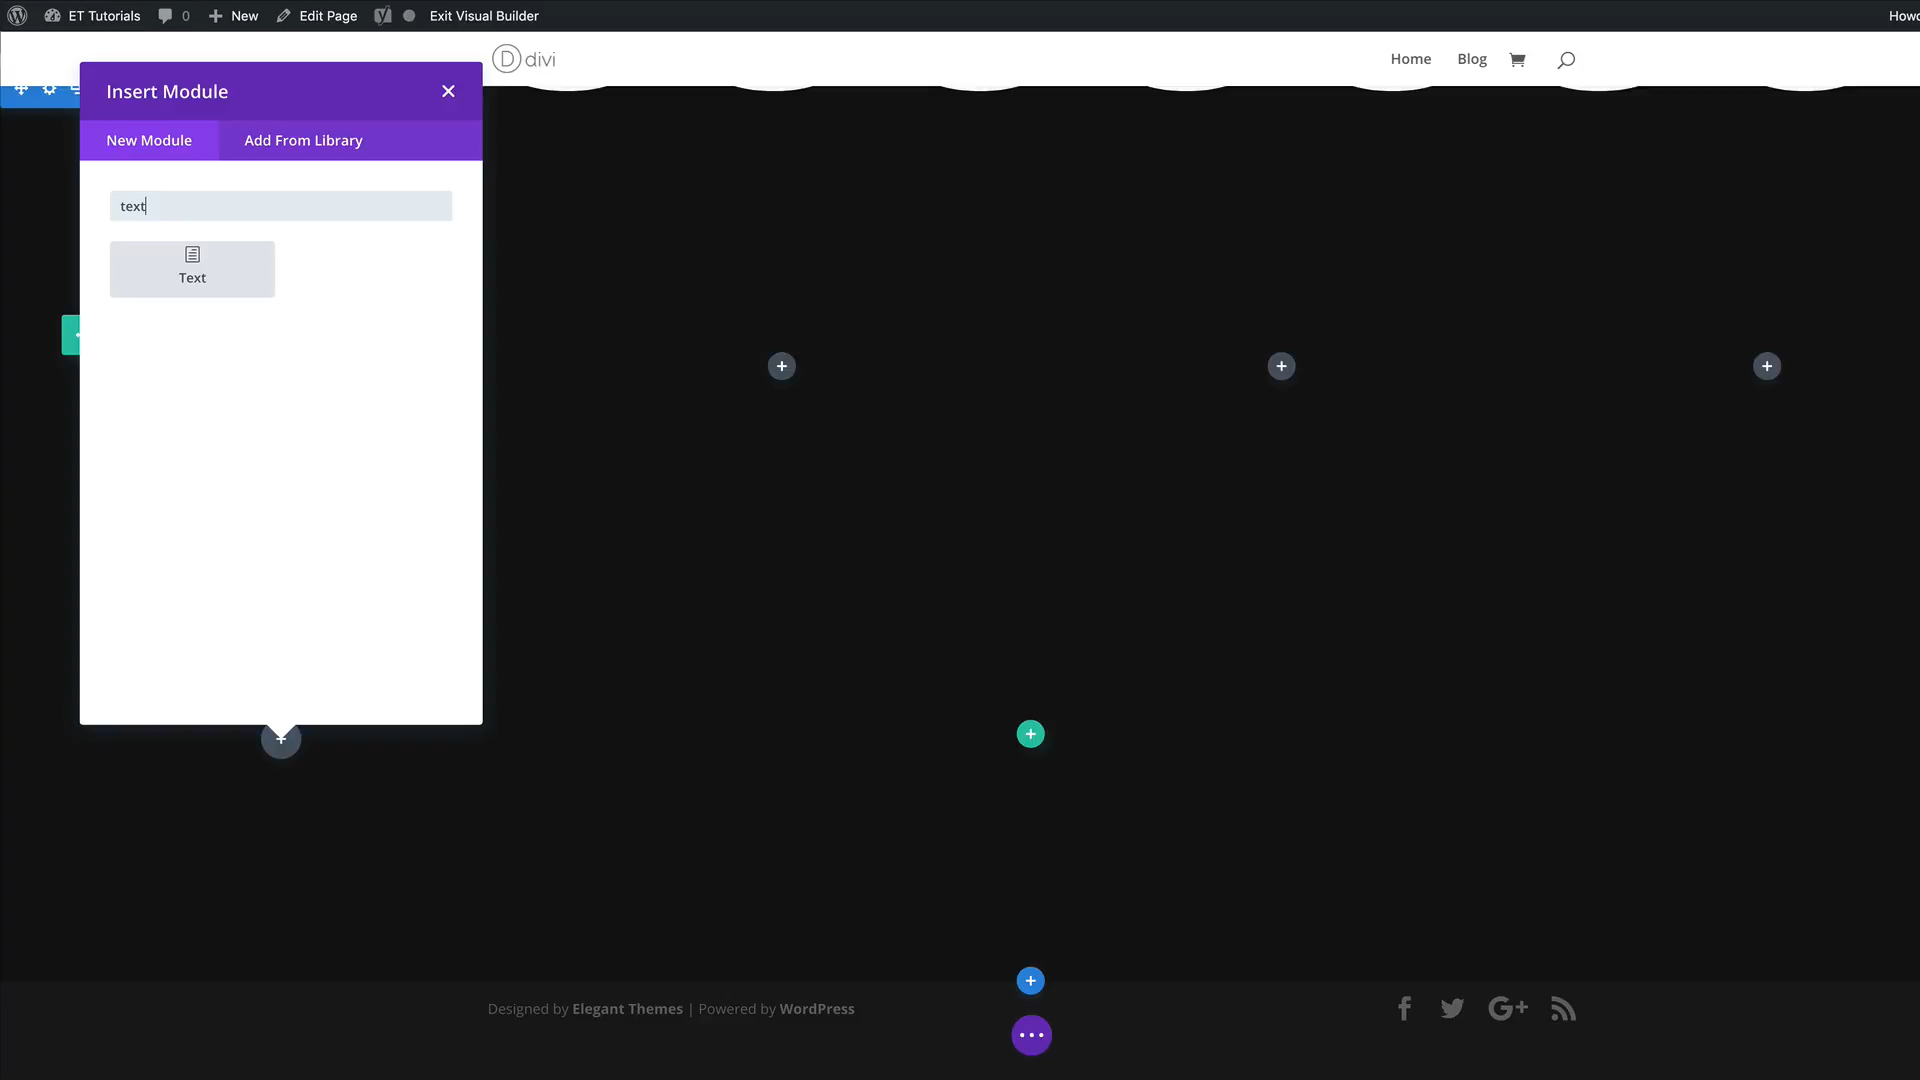 ET Tutorials 0 New Edit Page Exit Visual Builder
divi Home Blog
Insert Module
New Module Add From Library
text
Text
Designed by Elegant Themes | Powered by WordPress